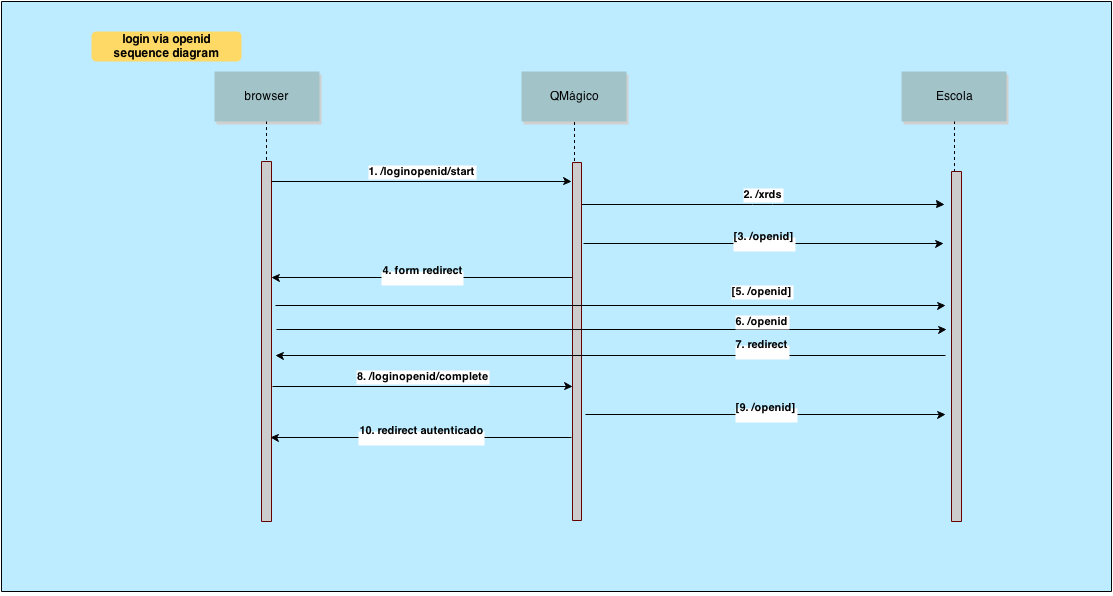 login via openid
sequence diagram
browser
QMágico
Escola
1. /loginopenid/start
2. /xrds
[3. /openid]
4. form redirect
[5. /openid]
6. /openid
7. redirect
8. /loginopenid/complete
[9. /openid]
10. redirect autenticado